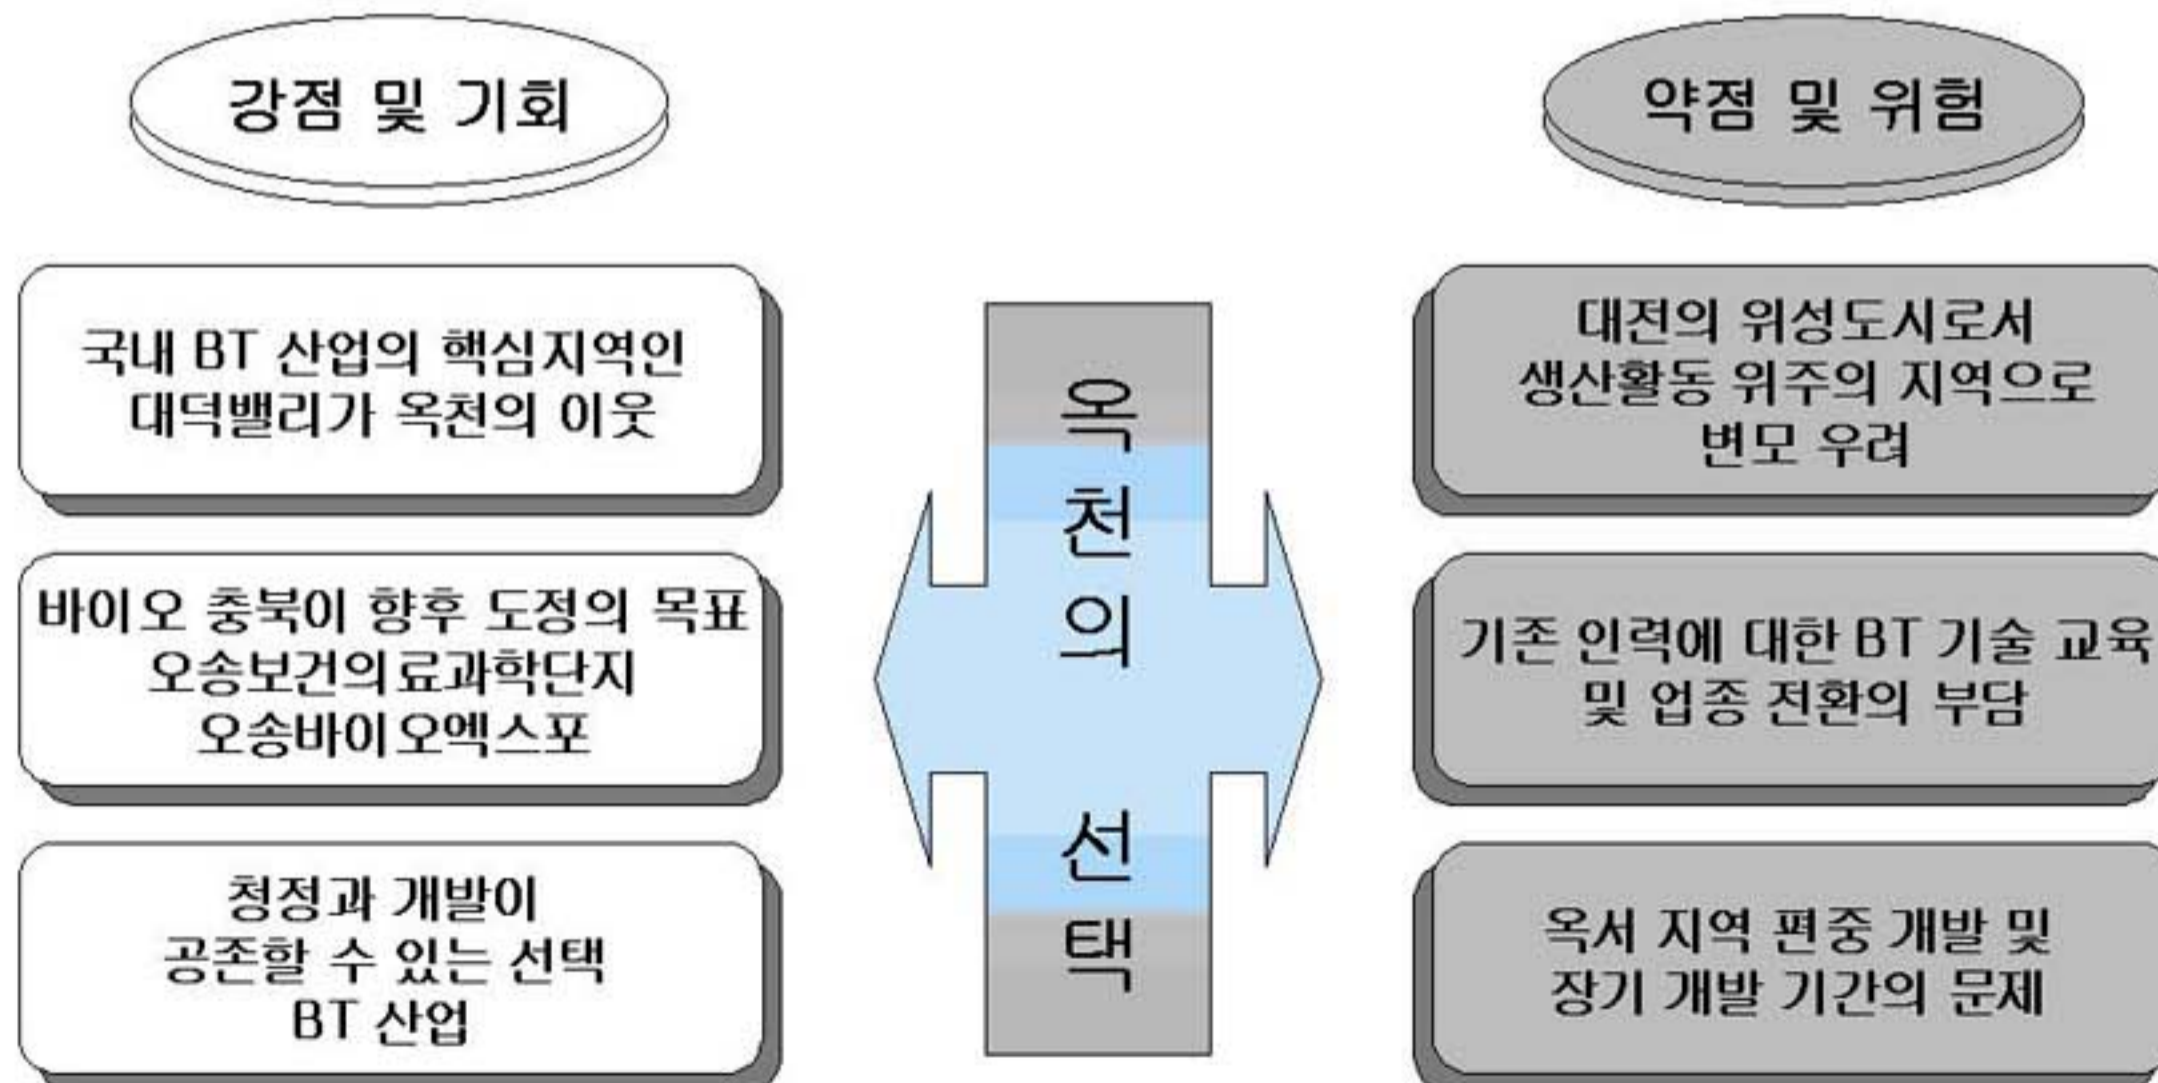 강점 및 기회
국내 BT 산업의 핵심지역인
대덕밸리가 옥천의 이웃
바이오 충북이 향후 도정의 목표
오송보건의료과학단지
오송바이오엑스포
청정과 개발이
공존할 수 있는 선택
BT 산업
옥천의 선택
약점 및 위험
대전의 위성도시로서
생산활동 위주의 지역으로
변모 우려
기존 인력에 대한 BT 기술 교육
및 업종 전환의 부담
옥서 지역 편중 개발 및
장기 개발 기간의 문제